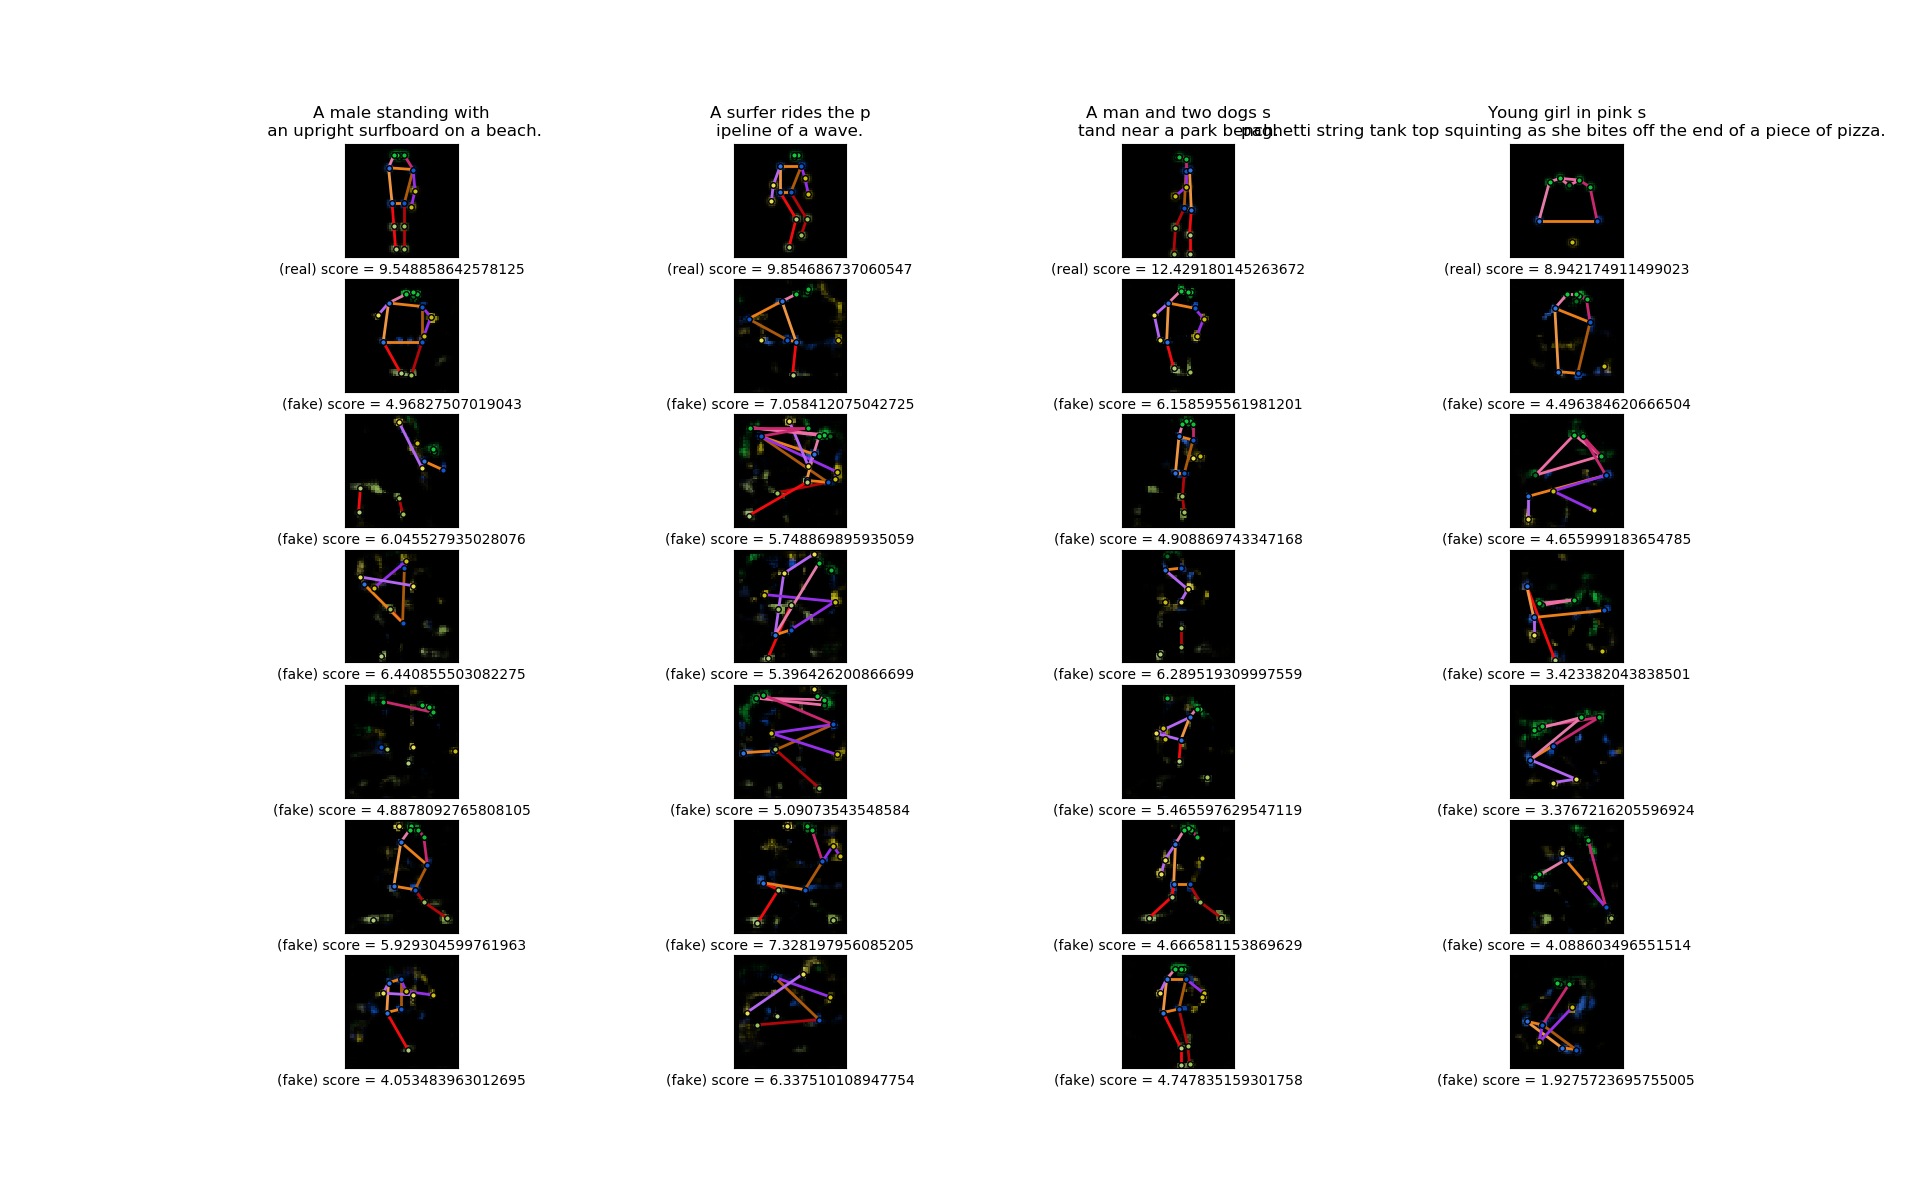 A male standing with
an upright surfboard on a beach.
A surfer rides the p
ipeline of a wave.
A man and two dogs s
tand near a park bench.
Young girl in pink s
paghetti string tank top squinting as she bites off the end of a piece of pizza.
(real) score = 9.548858642578125
(real) score = 9.854686737060547
(real) score = 12.429180145263672
(real) score = 8.942174911499023
(fake) score = 4.96827507019043
(fake) score = 7.058412075042725
(fake) score = 6.158595561981201
(fake) score = 4.496384620666504
(fake) score = 6.045527935028076
(fake) score = 5.748869895935059
(fake) score = 4.908869743347168
(fake) score = 4.655999183654785
(fake) score = 6.440855503082275
(fake) score = 5.396426200866699
(fake) score = 6.289519309997559
(fake) score = 3.423382043838501
(fake) score = 4.8878092765808105
(fake) score = 5.09073543548584
(fake) score = 5.465597629547119
(fake) score = 3.3767216205596924
(fake) score = 5.929304599761963
(fake) score = 7.328197956085205
(fake) score = 4.666581153869629
(fake) score = 4.088603496551514
(fake) score = 4.053483963012695
(fake) score = 6.337510108947754
(fake) score = 4.747835159301758
(fake) score = 1.9275723695755005